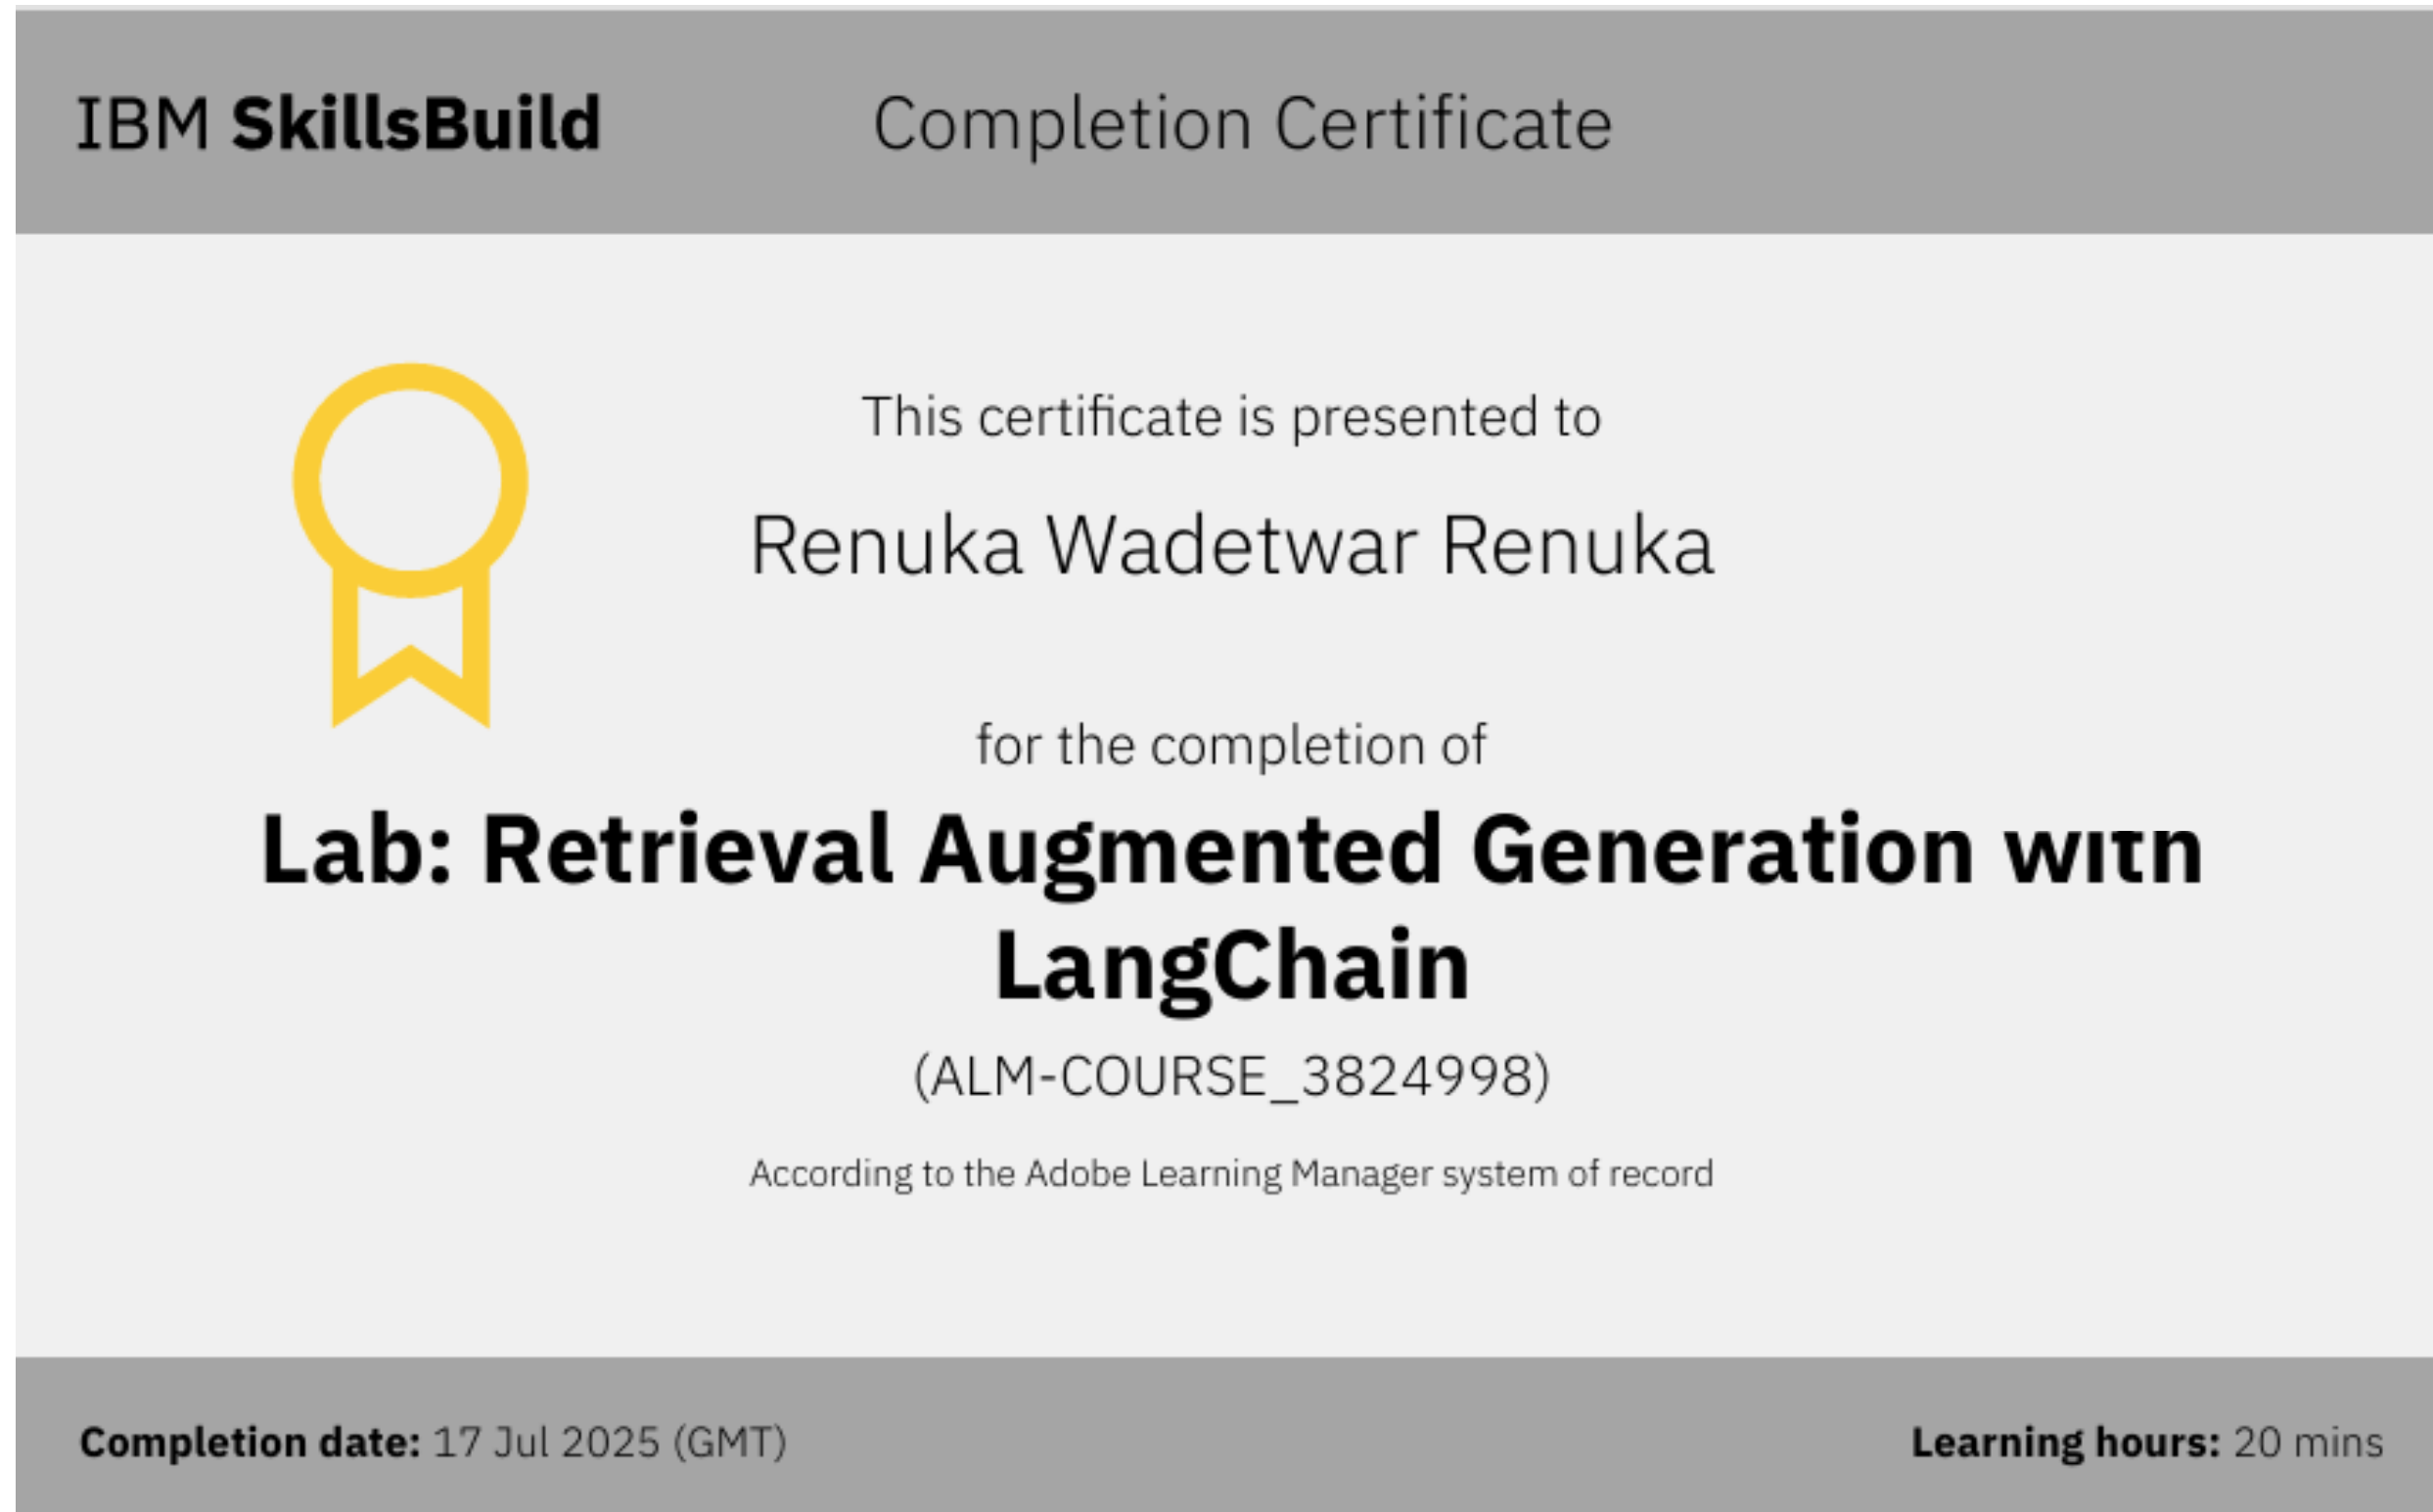 IBM SkillsBuild
Completion Certificate
This certificate is presented to
Renuka Wadetwar Renuka
for the completion of
Lab: Retrieval Augmented Generation with
LangChain
(ALM-COURSE_3824998)
According to the Adobe Learning Manager system of record
Completion date: 17 Jul 2025 (GMT)
Learning hours: 20 mins